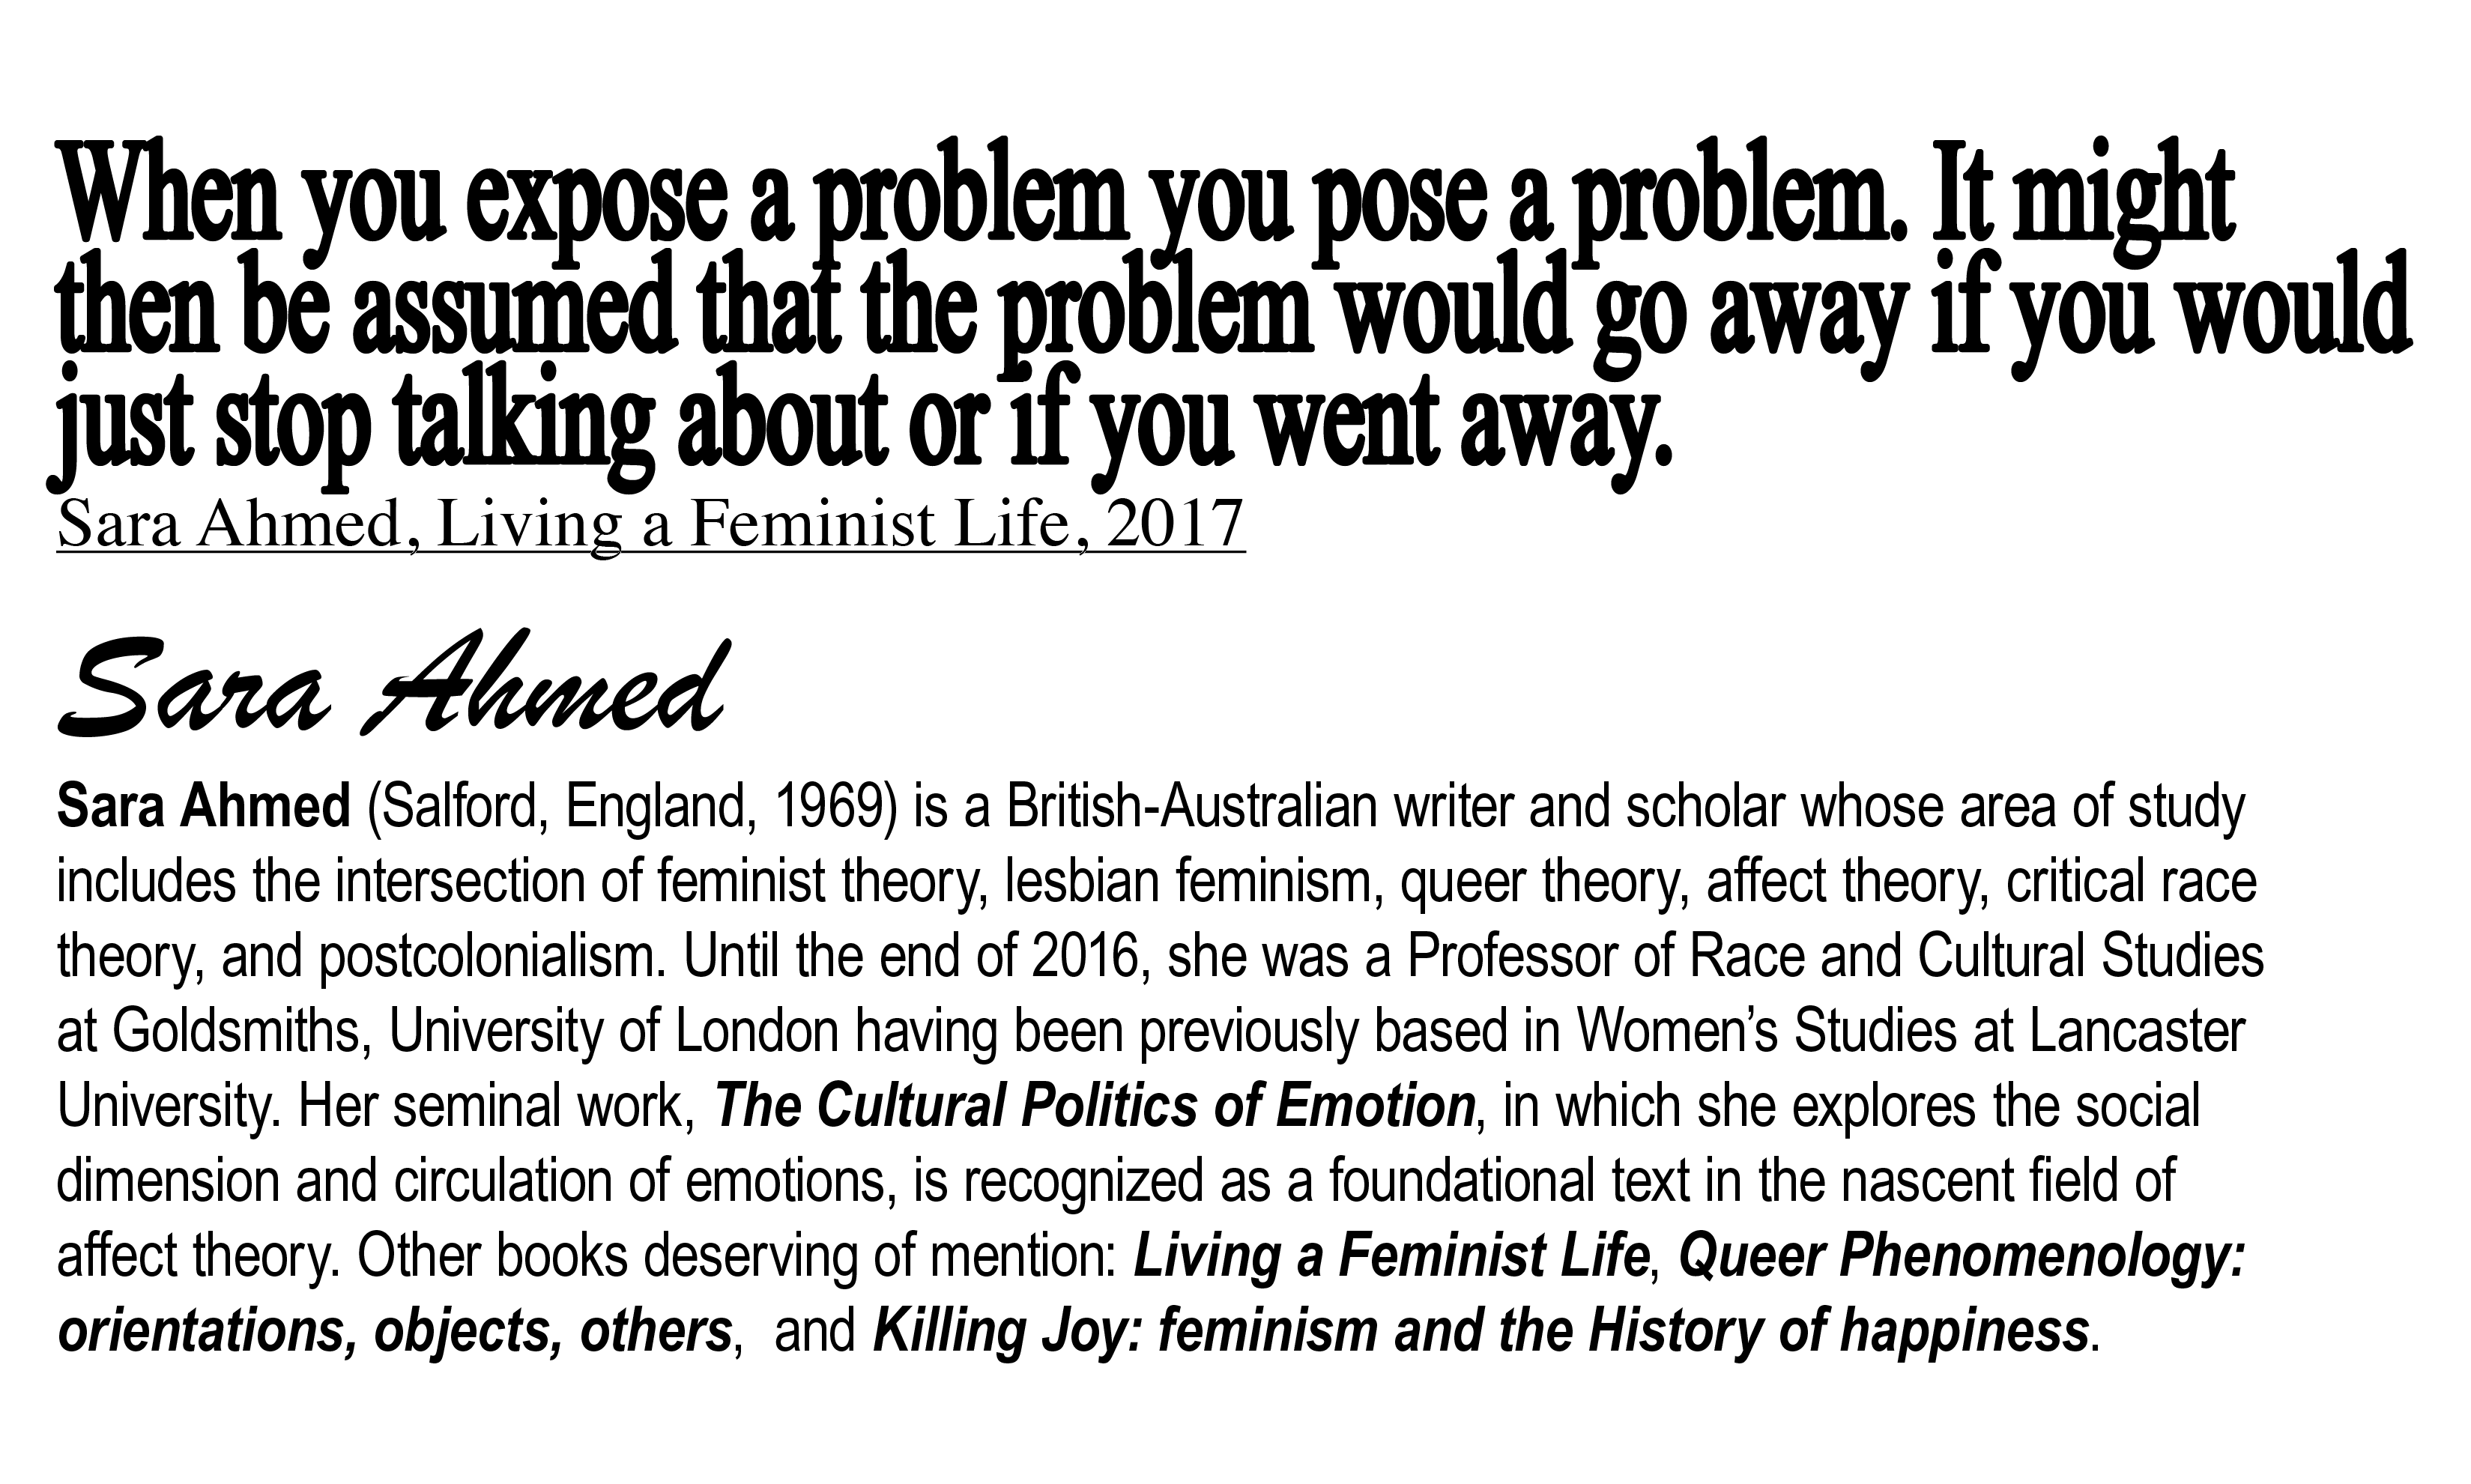 When you expose a problem you pose a problem. It might
then be assumed that the problem would go away if you would
just stop talking about or if you went away.
Sara Ahmed, Living a Feminist Life, 2017
Sara Ahmed
Sara Ahmed (Salford, England, 1969) is a British-Australian writer and scholar whose area of study
includes the intersection of feminist theory, lesbian feminism, queer theory, affect theory, critical race
theory, and postcolonialism. Until the end of 2016, she was a Professor of Race and Cultural Studies
at Goldsmiths, University of London having been previously based in Women’s Studies at Lancaster
University. Her seminal work, The Cultural Politics of Emotion, in which she explores the social
dimension and circulation of emotions, is recognized as a foundational text in the nascent field of
affect theory. Other books deserving of mention: Living a Feminist Life, Queer Phenomenology:
orientations, objects, others,  and Killing Joy: feminism and the History of happiness.